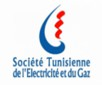 Société Tunisienne
de l'Electricité et du Gaz